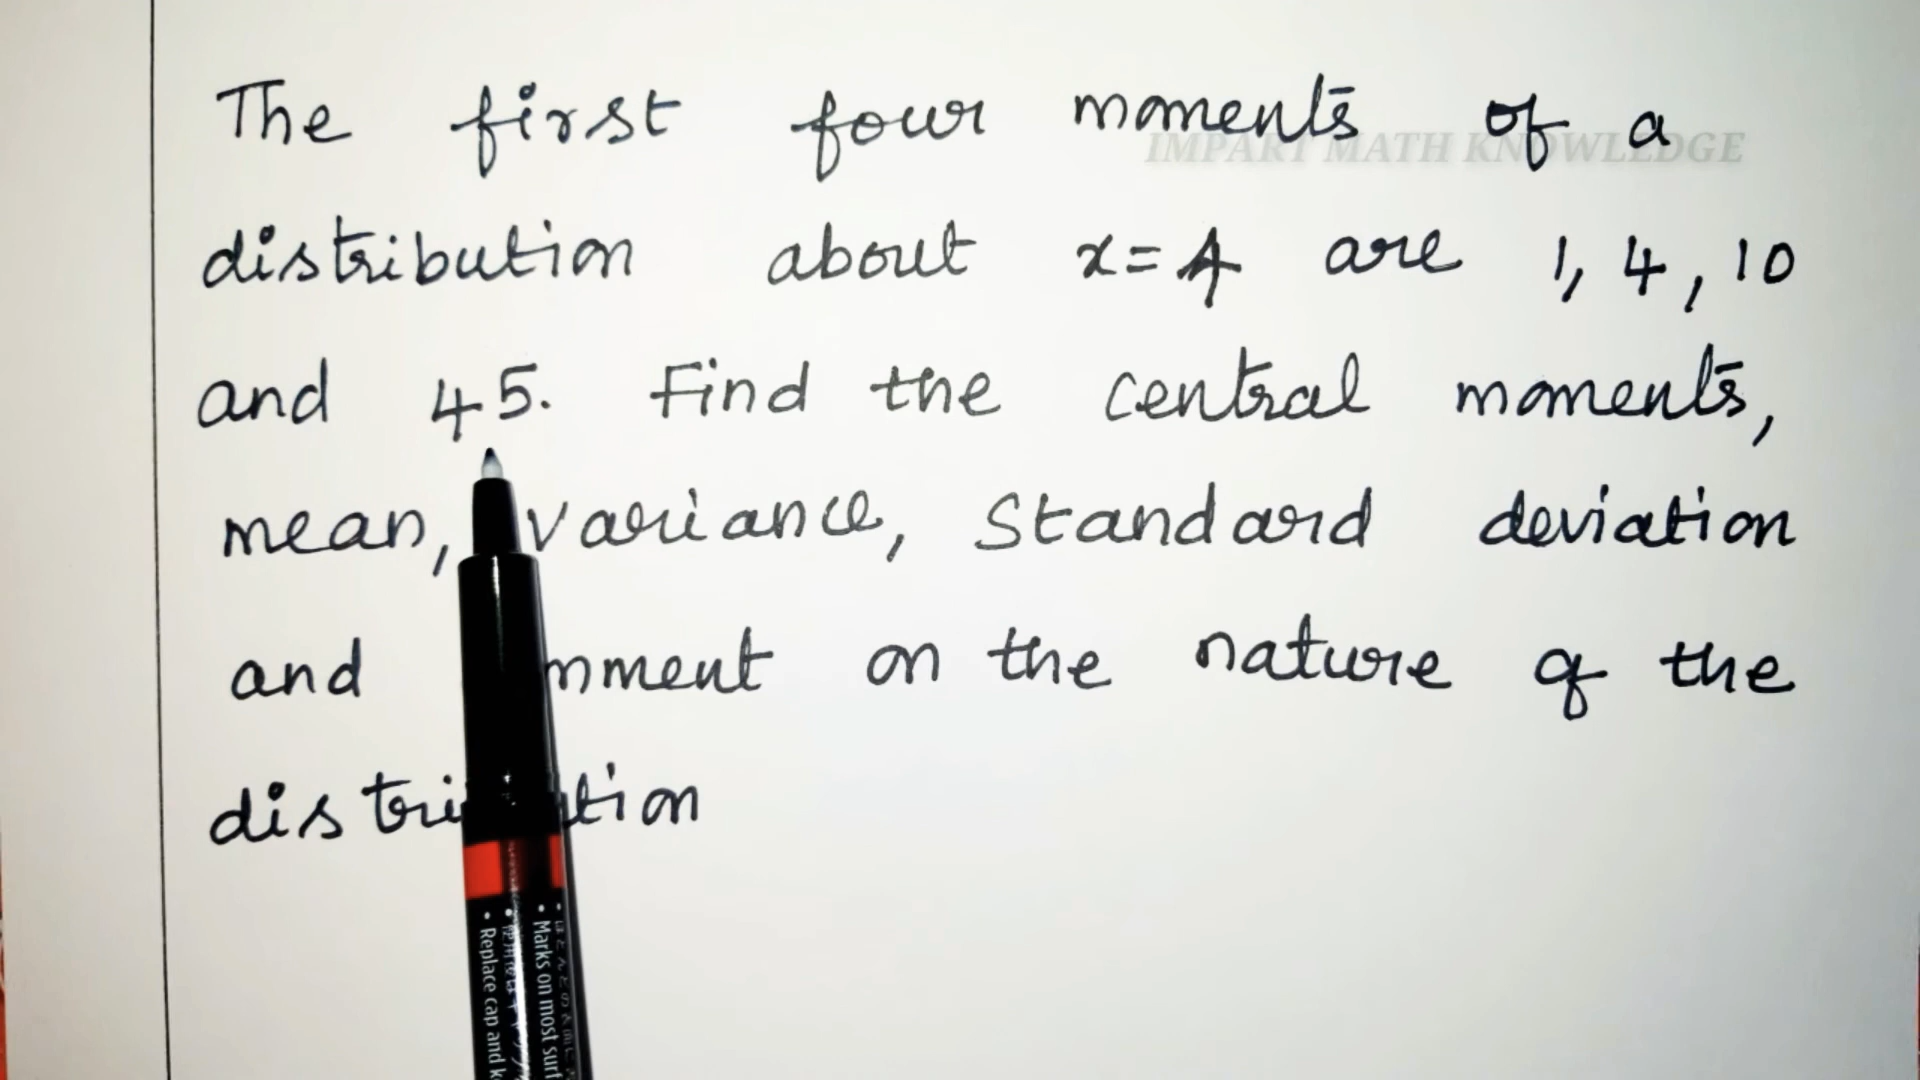 The first four moments of a
IMPART MATH KNOWLEDGE
distribution about x=4 are 1, 4, 10
and 45. Find the central moments,
mean, variance, Standard deviation
and mment on the nature of the
distri tion
• Marks on most surf
• Replace cap and k